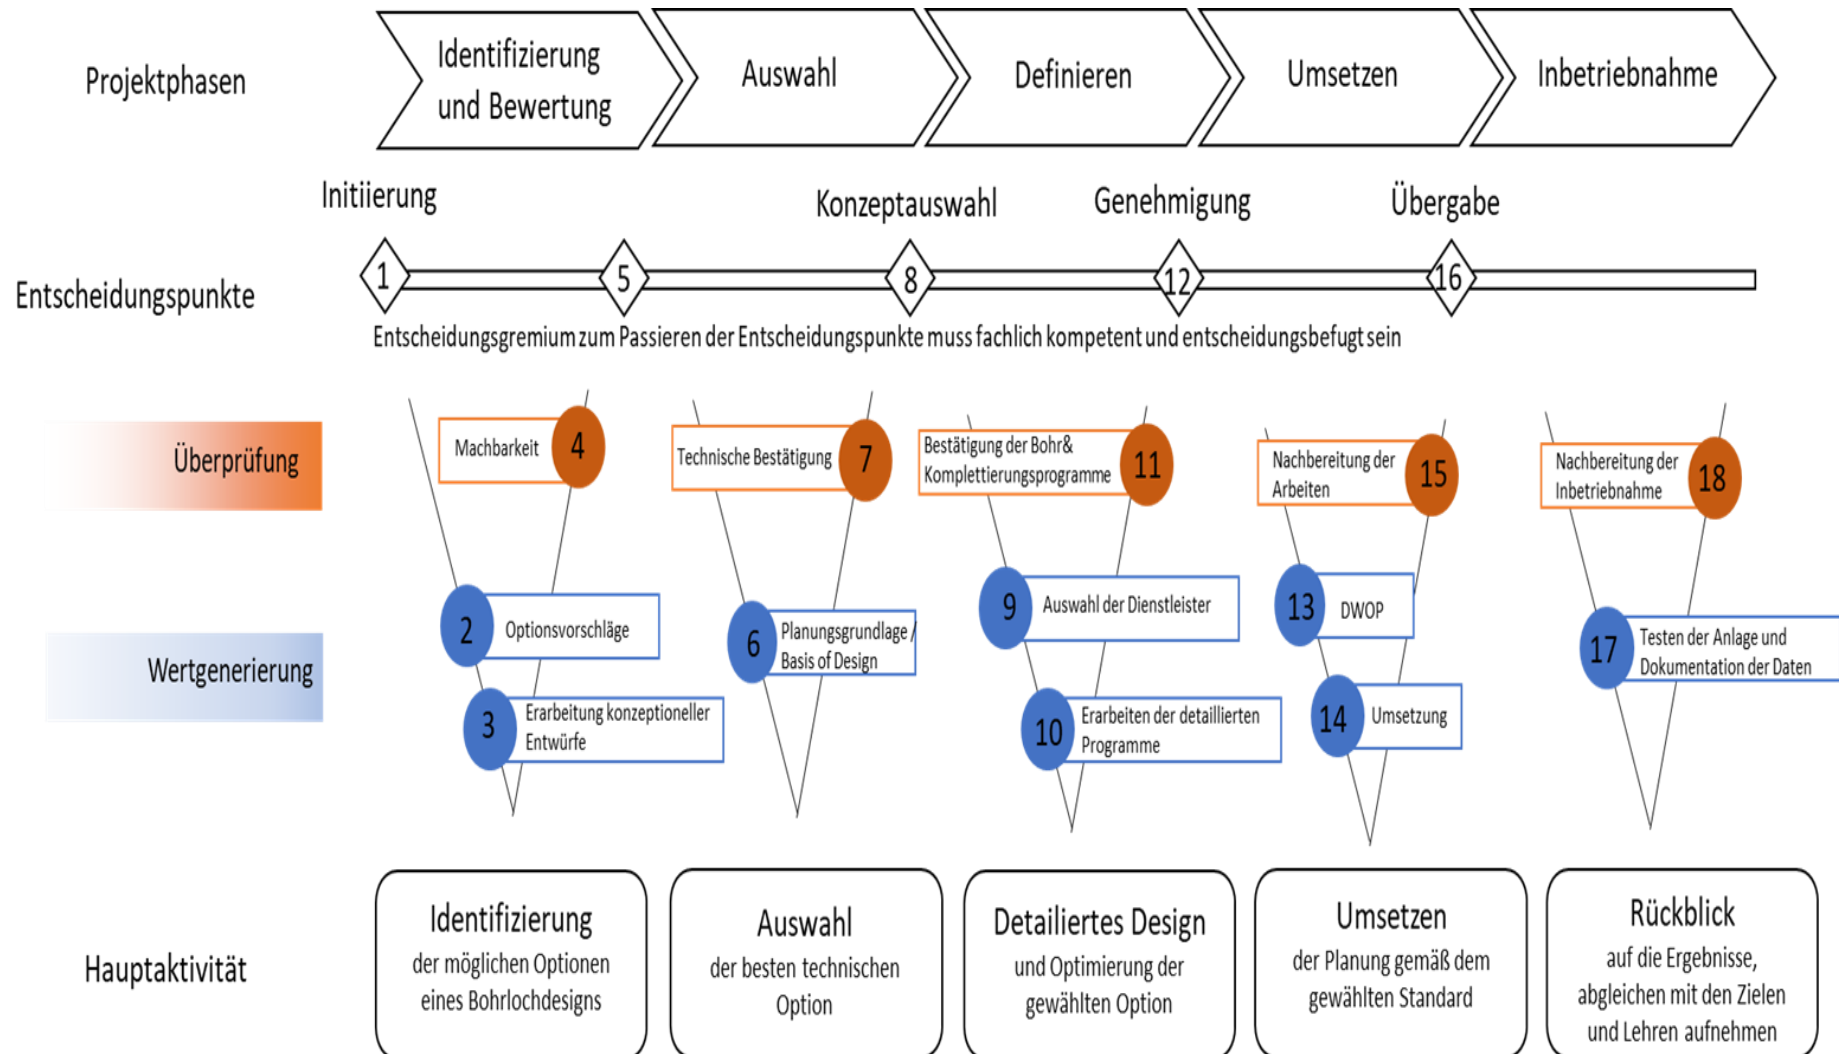 Projektphasen
Identifizierung
und Bewertung
Auswahl
Definieren
Umsetzen
Inbetriebnahme
Initiierung
Konzeptauswahl
Genehmigung
Übergabe
Entscheidungspunkte
1
5
8
12
16
Entscheidungsgremium zum Passieren der Entscheidungspunkte muss fachlich kompetent und entscheidungsbefugt sein
Überprüfung
Machbarkeit
4
Technische Bestätigung
7
Bestätigung der Bohr&
Komplettierungsprogramme
11
Nachbereitung der
Arbeiten
15
Nachbereitung der
Inbetriebnahme
18
Wertgenerierung
2
Optionsvorschläge
3
Erarbeitung konzeptioneller
Entwürfe
6
Planungsgrundlage /
Basis of Design
9
Auswahl der Dienstleister
10
Erarbeiten der detaillierten
Programme
13
DWOP
14
Umsetzung
17
Testen der Anlage und
Dokumentation der Daten
Hauptaktivität
Identifizierung
der möglichen Optionen
eines Bohrlochdesigns
Auswahl
der besten technischen
Option
Detailiertes Design
und Optimierung der
gewählten Option
Umsetzen
der Planung gemäß dem
gewählten Standard
Rückblick
auf die Ergebnisse,
abgleichen mit den Zielen
und Lehren aufnehmen